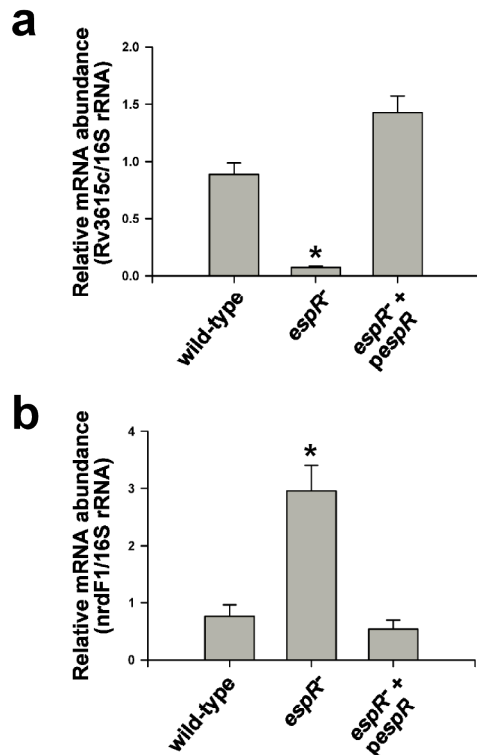 a
Relative mRNA abundance
(Rv3615c/16S rRNA)
2.0
1.5
1.0
0.5
0.0
*
wild-type
espR-
espR- +
pespR
b
Relative mRNA abundance
(nrdF1/16S rRNA)
4
3
2
1
0
*
wild-type
espR-
espR- +
pespR